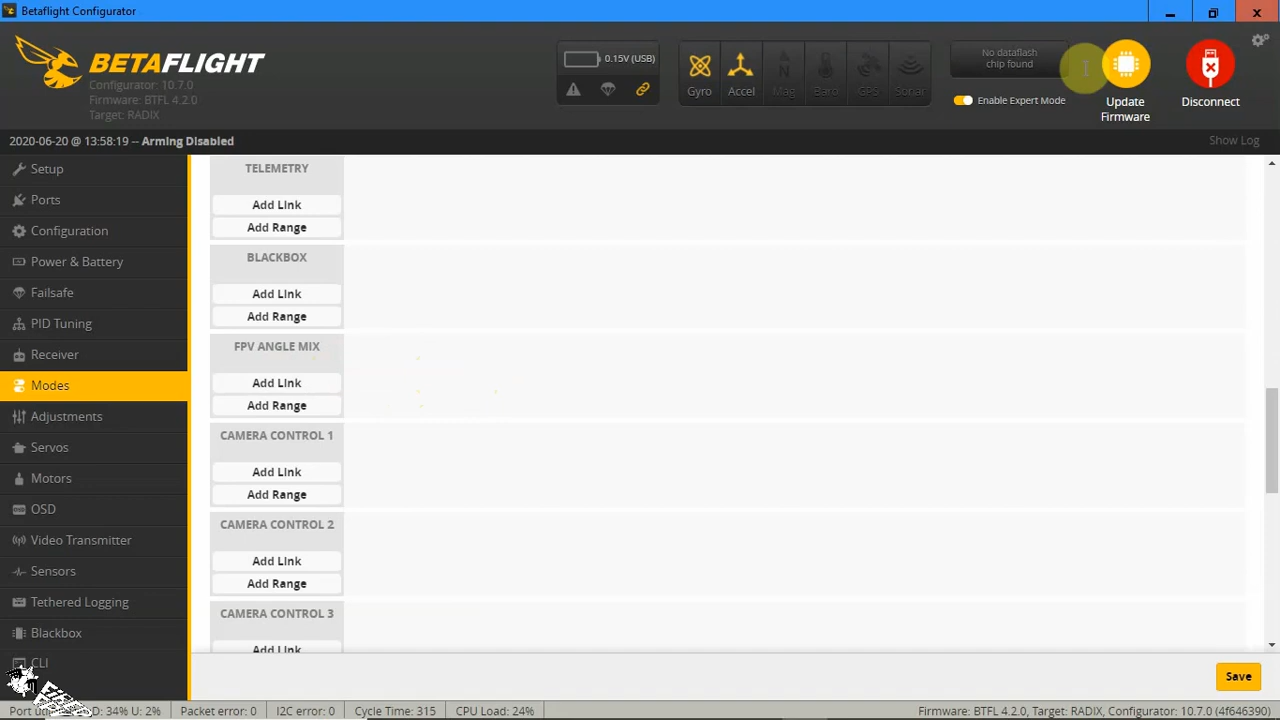 Betaflight Configurator
BETAFLIGHT
Configurator: 10.7.0
Firmware: BTFL 4.2.0
Target: RADIX
0.15V (USB)
Gyro
Accel
Mag
Baro
GPS
Sonar
No dataflash
chip found
Enable Expert Mode
Update
Firmware
Disconnect
2020-06-20 @ 13:58:19 -- Arming Disabled
Show Log
Setup
Ports
Configuration
Power & Battery
Failsafe
PID Tuning
Receiver
Modes
Adjustments
Servos
Motors
OSD
Video Transmitter
Sensors
Tethered Logging
Blackbox
CLI
TELEMETRY
Add Link
Add Range
BLACKBOX
Add Link
Add Range
FPV ANGLE MIX
Add Link
Add Range
CAMERA CONTROL 1
Add Link
Add Range
CAMERA CONTROL 2
Add Link
Add Range
CAMERA CONTROL 3
Add Link
Save
Port D: 34% U: 2%
Packet error: 0
I2C error: 0
Cycle Time: 315
CPU Load: 24%
Firmware: BTFL 4.2.0, Target: RADIX, Configurator: 10.7.0 (4f646390)